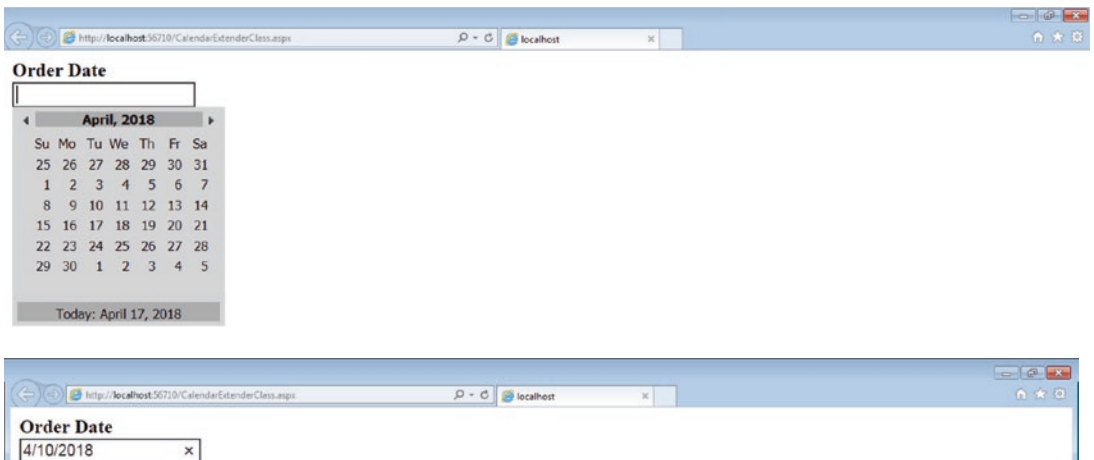 http://localhost:56710/CalendarExtenderClass.aspx localhost
Order Date
April, 2018
Su Mo Tu We Th Fr Sa
25 26 27 28 29 30 31
1 2 3 4 5 6 7
8 9 10 11 12 13 14
15 16 17 18 19 20 21
22 23 24 25 26 27 28
29 30 1 2 3 4 5
Today: April 17, 2018
http://localhost:56710/CalendarExtenderClass.aspx localhost
Order Date
4/10/2018